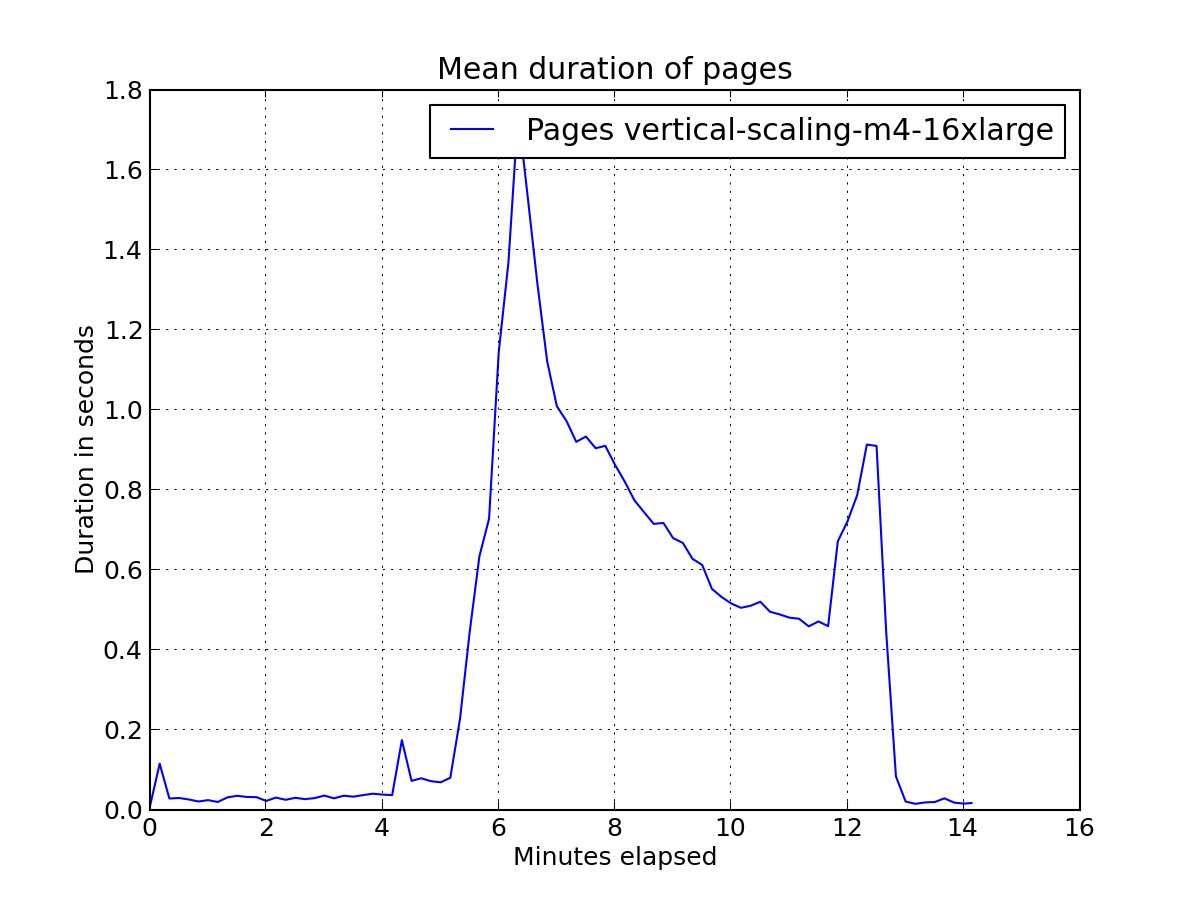 Mean duration of pages
Pages vertical-scaling-m4-16xlarge
1.8
1.6
1.4
1.2
1.0
0.8
0.6
0.4
0.2
0.0
Duration in seconds
0 2 4 6 8 10 12 14 16
Minutes elapsed